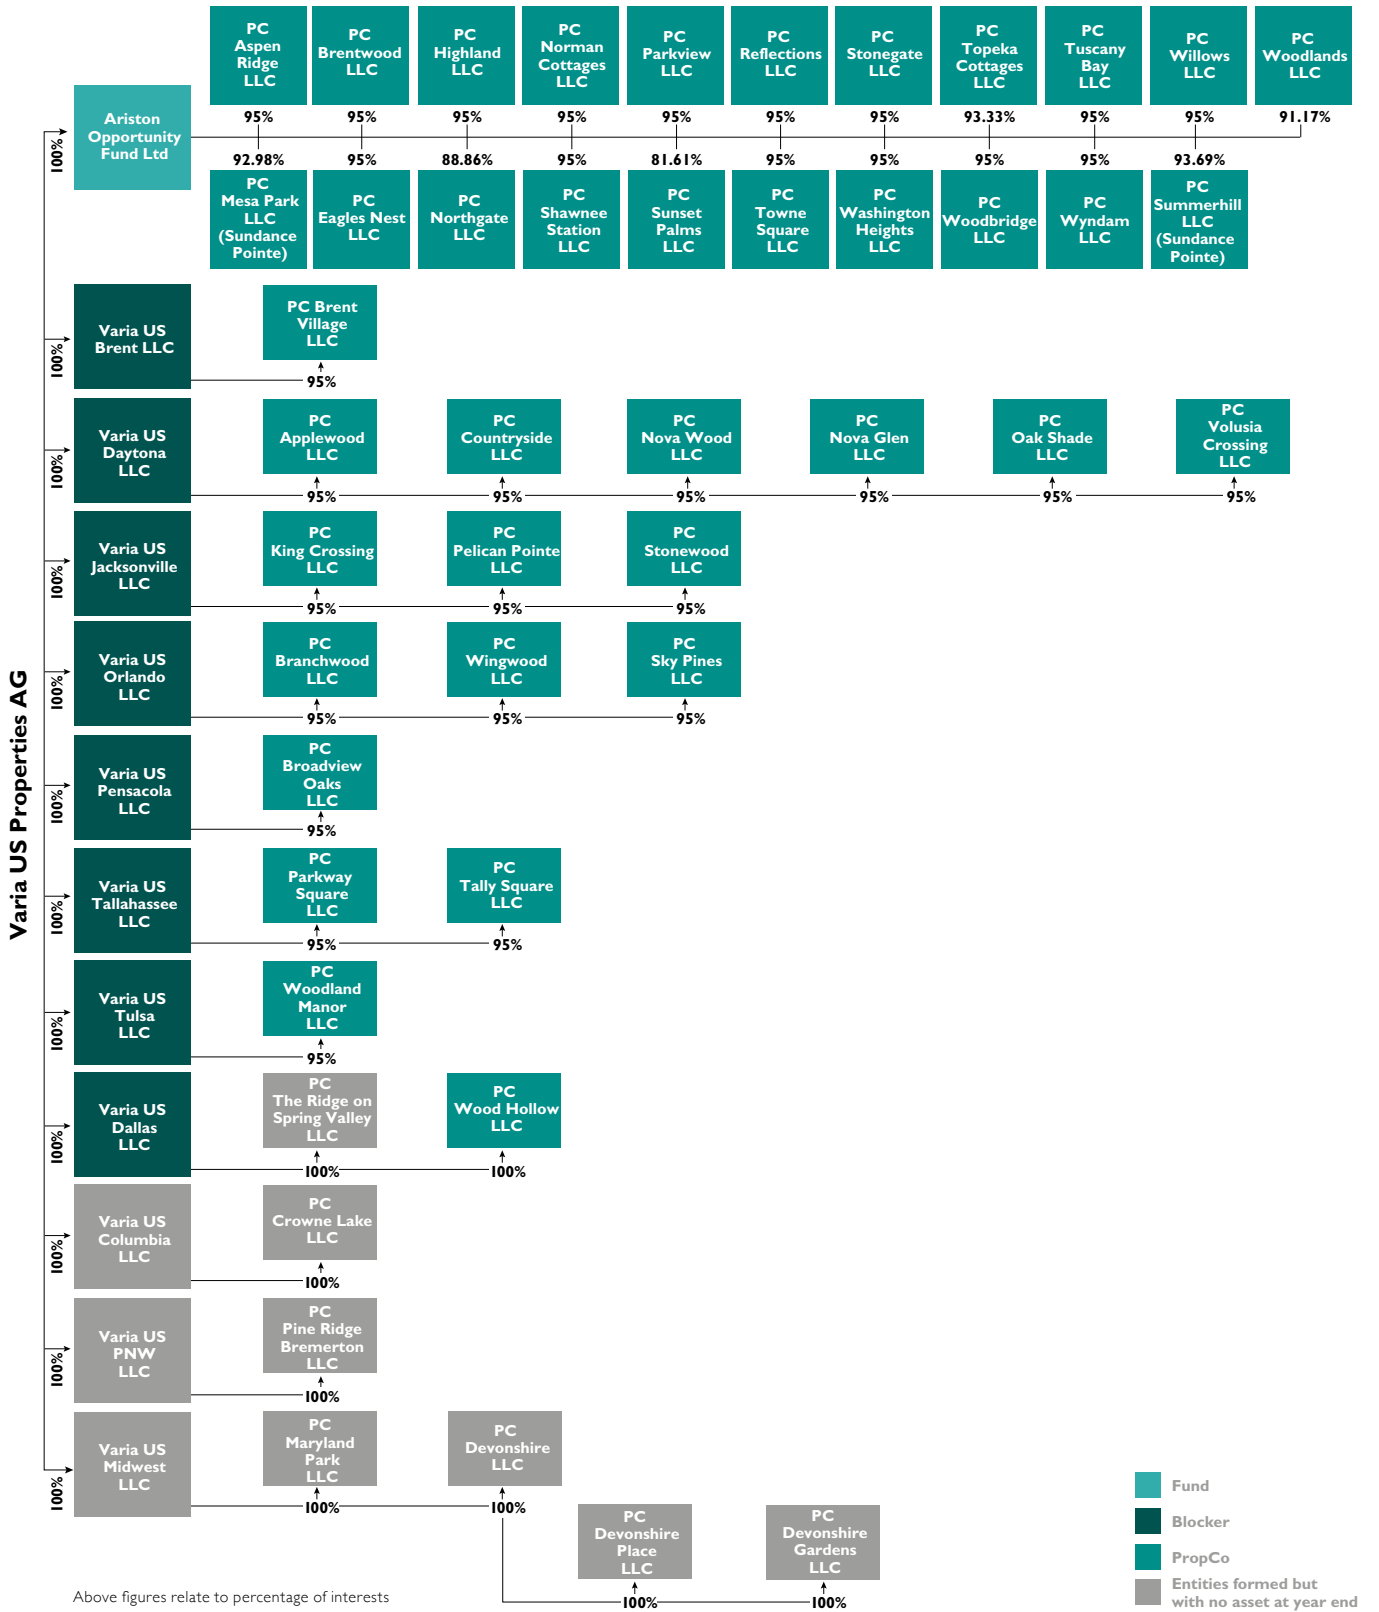 PC
Aspen
Ridge
LLC
PC
Brentwood
LLC
PC
Highland
LLC
PC
Norman
Cottages
LLC
PC
Parkview
LLC
PC
Reflections
LLC
PC
Stonegate
LLC
PC
Topeka
Cottages
LLC
PC
Tuscany
Bay
LLC
PC
Willows
LLC
PC
Woodlands
LLC
Ariston
Opportunity
Fund Ltd
100%
95%
95%
95%
95%
95%
95%
95%
93.33%
95%
95%
91.17%
92.98%
95%
88.86%
95%
81.61%
95%
95%
95%
95%
93.69%
PC
Mesa Park
LLC
(Sundance
Pointe)
PC
Eagles Nest
LLC
PC
Northgate
LLC
PC
Shawnee
Station
LLC
PC
Sunset
Palms
LLC
PC
Towne
Square
LLC
PC
Washington
Heights
LLC
PC
Woodbridge
LLC
PC
Wyndam
LLC
PC
Summerhill
LLC
(Sundance
Pointe)
Varia US Properties AG
100%
Varia US
Brent LLC
PC Brent
Village
LLC
95%
100%
Varia US
Daytona
LLC
PC
Applewood
LLC
PC
Countryside
LLC
PC
Nova Wood
LLC
PC
Nova Glen
LLC
PC
Oak Shade
LLC
PC
Volusia
Crossing
LLC
95%
95%
95%
95%
95%
95%
100%
Varia US
Jacksonville
LLC
PC
King Crossing
LLC
PC
Pelican Pointe
LLC
PC
Stonewood
LLC
95%
95%
95%
100%
Varia US
Orlando
LLC
PC
Branchwood
LLC
PC
Wingwood
LLC
PC
Sky Pines
LLC
95%
95%
95%
100%
Varia US
Pensacola
LLC
PC
Broadview
Oaks
LLC
95%
100%
Varia US
Tallahassee
LLC
PC
Parkway
Square
LLC
PC
Tally Square
LLC
95%
95%
100%
Varia US
Tulsa
LLC
PC
Woodland
Manor
LLC
95%
100%
Varia US
Dallas
LLC
PC
The Ridge on
Spring Valley
LLC
PC
Wood Hollow
LLC
100%
100%
100%
Varia US
Columbia
LLC
PC
Crowne Lake
LLC
100%
100%
Varia US
PNW
LLC
PC
Pine Ridge
Bremerton
LLC
100%
100%
Varia US
Midwest
LLC
PC
Maryland
Park
LLC
PC
Devonshire
LLC
100%
100%
PC
Devonshire
Place
LLC
PC
Devonshire
Gardens
LLC
100%
100%
Fund
Blocker
PropCo
Entities formed but
with no asset at year end
Above figures relate to percentage of interests